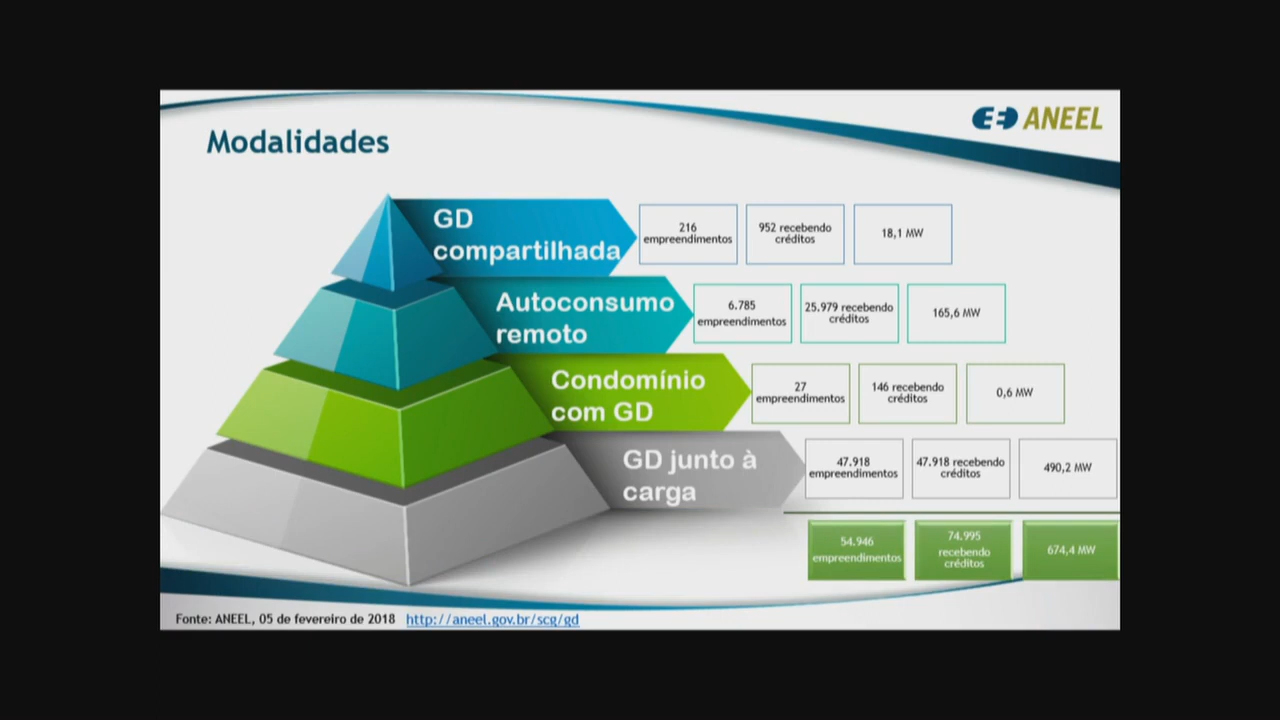 ANEEL
Modalidades
GD
compartilhada
216
empreendimentos
952 recebendo
créditos
18,1 MW
Autoconsumo
remoto
6.785
empreendimentos
25.979 recebendo
créditos
165,6 MW
Condomínio
com GD
27
empreendimentos
146 recebendo
créditos
0,6 MW
GD junto à
carga
47.918
empreendimentos
47.918 recebendo
créditos
490,2 MW
54.946
empreendimentos
74.995
recebendo
créditos
674,4 MW
Fonte: ANEEL, 05 de fevereiro de 2018 http://aneel.gov.br/scg/gd